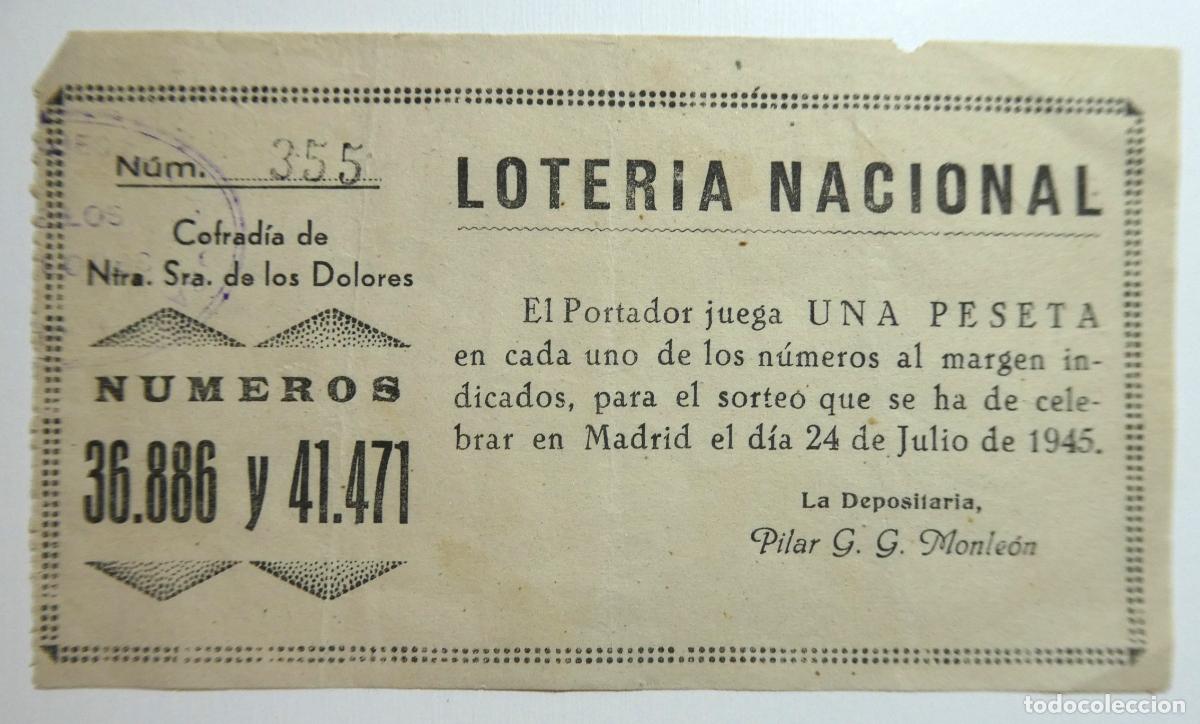 Núm. 355
Cofradía de
Ntra. Sra. de los Dolores
NUMEROS
36.886 y 41.471
LOTERIA NACIONAL
El Portador juega UNA PESETA
en cada uno de los números al margen in-
dicados, para el sorteo que se ha de cele-
brar en Madrid el día 24 de Julio de 1945.
La Depositaria,
Pilar G. G. Monleón
todocoleccion